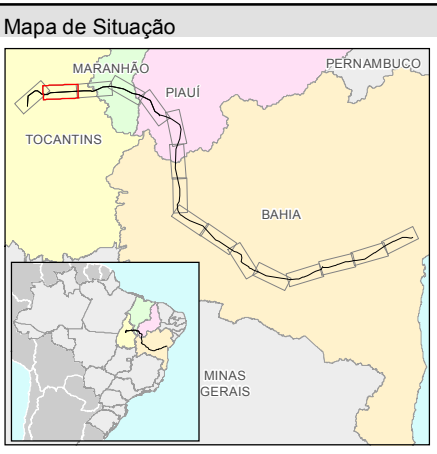 Mapa de Situação
MARANHÃO
PERNAMBUCO
PIAUÍ
TOCANTINS
BAHIA
MINAS
GERAIS